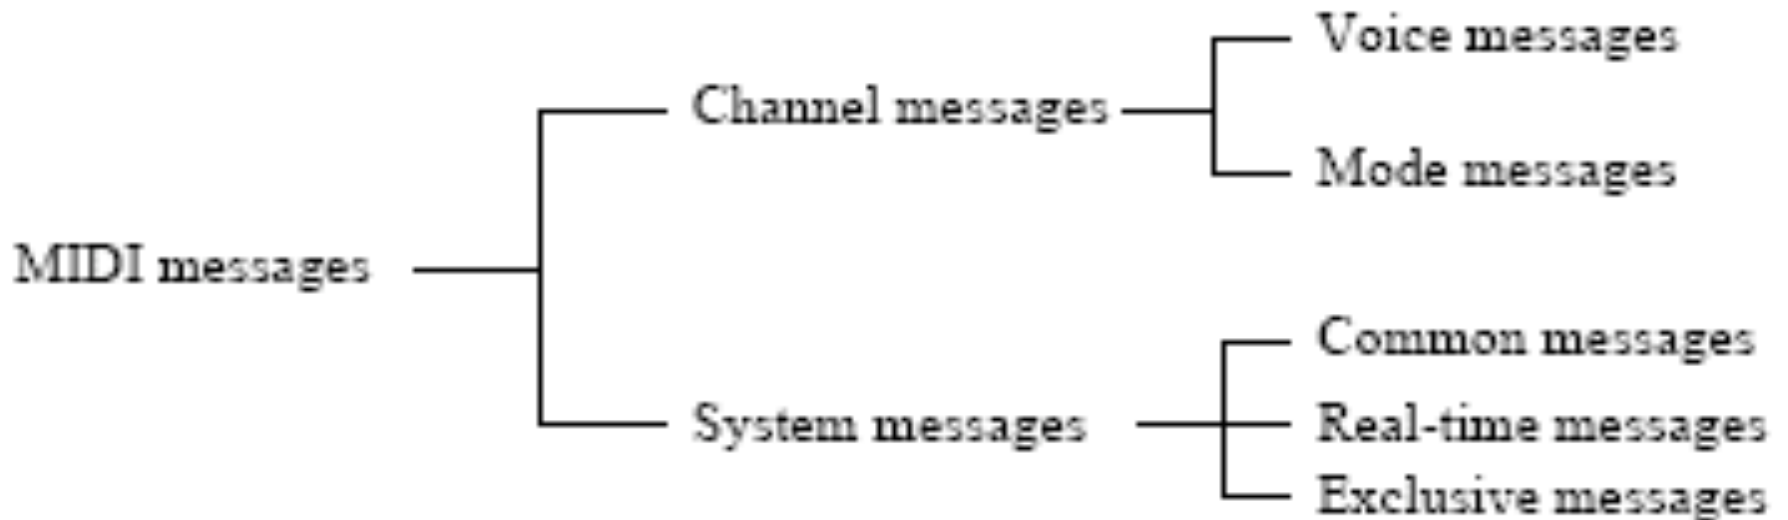 Voice messages
Channel messages
Mode messages
MIDI messages
Common messages
System messages
Real-time messages
Exclusive messages